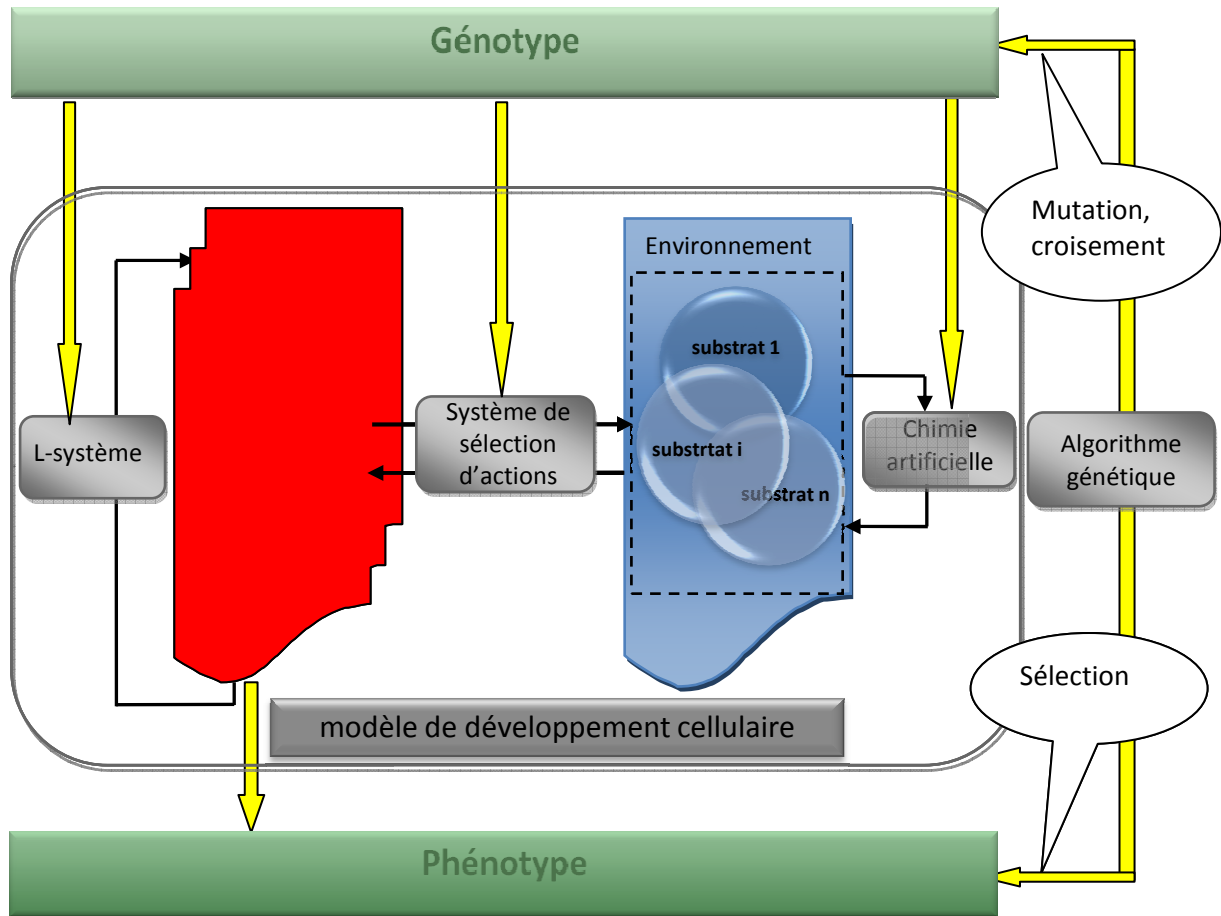 Génotype
Mutation,
croisement
Environnement
substrat 1
substrtat i
substrat n
L-système
Système de
sélection
d'actions
Chimie
artificielle
Algorithme
génétique
Sélection
modèle de développement cellulaire
Phénotype